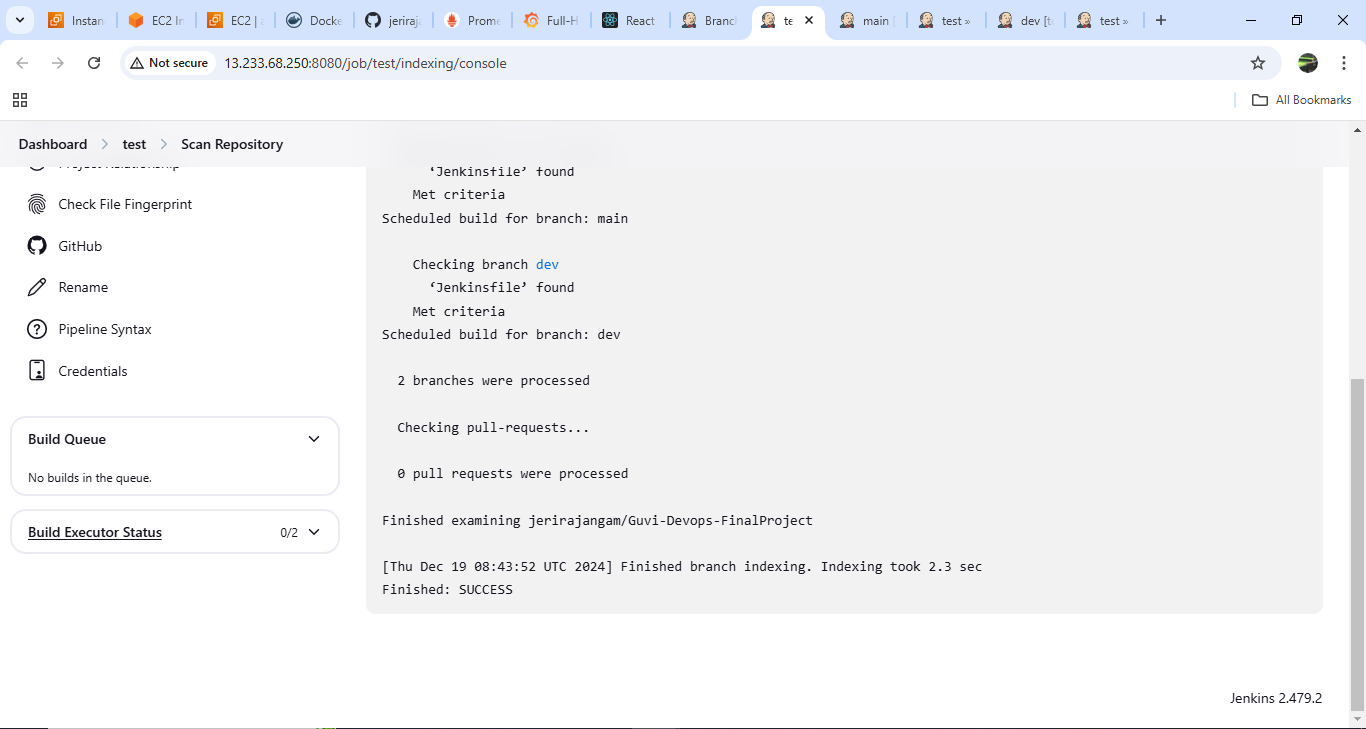 Instan
EC2 In
EC2 |
Docke
jeriraja
Prome
Full-H
React
Branch
te
main
test »
dev [te
test »
Not secure
13.233.68.250:8080/job/test/indexing/console
All Bookmarks
Dashboard
test
Scan Repository
Project Relationship
Check File Fingerprint
GitHub
Rename
Pipeline Syntax
Credentials
Build Queue
No builds in the queue.
Build Executor Status
0/2
‘Jenkinsfile’ found
Met criteria
Scheduled build for branch: main
Checking branch dev
‘Jenkinsfile’ found
Met criteria
Scheduled build for branch: dev
2 branches were processed
Checking pull-requests...
0 pull requests were processed
Finished examining jerirajangam/Guvi-Devops-FinalProject
[Thu Dec 19 08:43:52 UTC 2024] Finished branch indexing. Indexing took 2.3 sec
Finished: SUCCESS
Jenkins 2.479.2